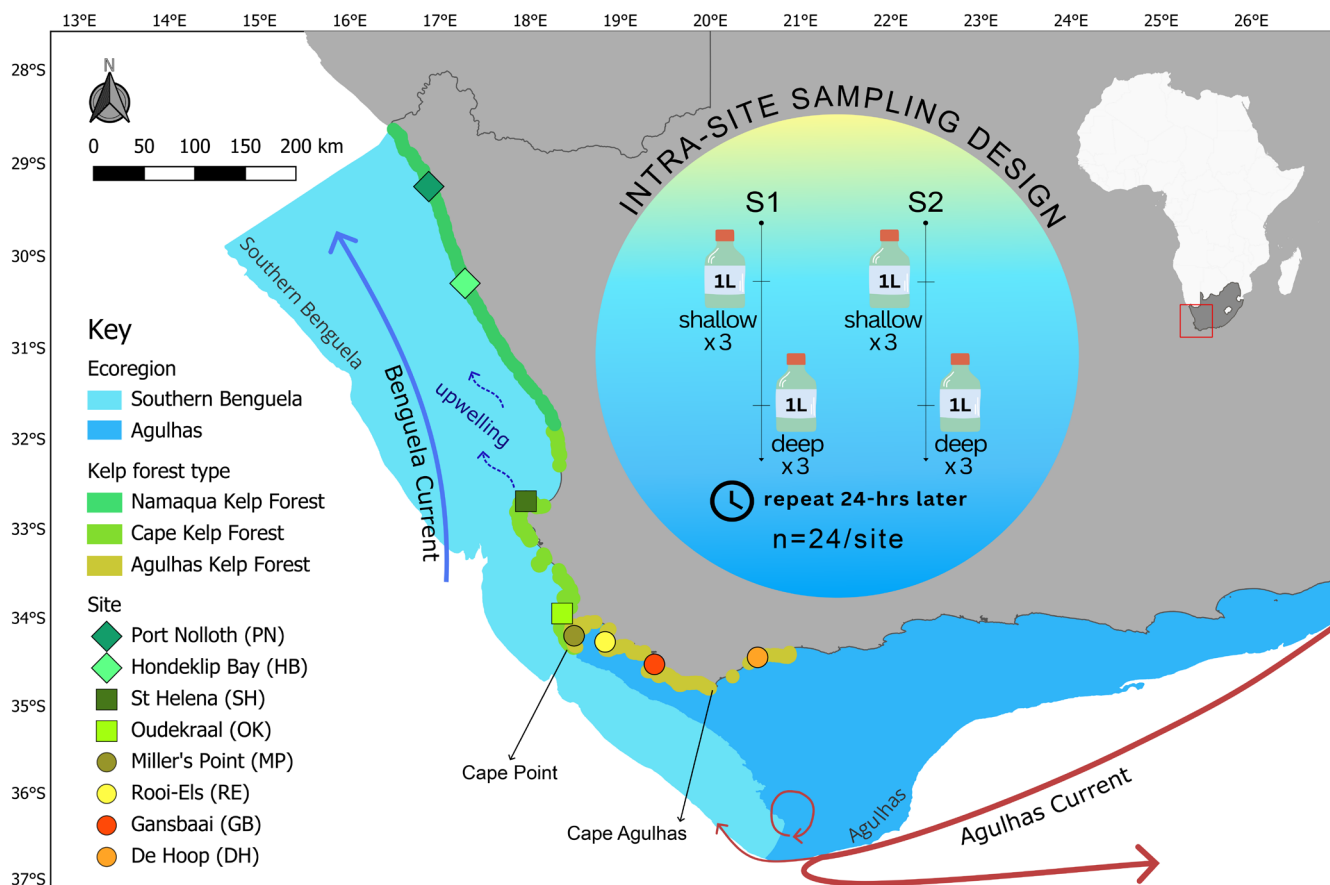 13°E 14°E 15°E 16°E 17°E 18°E 19°E 20°E 21°E 22°E 23°E 24°E 25°E 26°E
28°S
29°S
30°S
31°S
32°S
33°S
34°S
35°S
36°S
37°S
N
0 50 100 150 200 km
Key
Ecoregion
Southern Benguela
Agulhas
Kelp forest type
Namaqua Kelp Forest
Cape Kelp Forest
Agulhas Kelp Forest
Site
Port Nolloth (PN)
Hondeklip Bay (HB)
St Helena (SH)
Oudekraal (OK)
Miller's Point (MP)
Rooi-Els (RE)
Gansbaai (GB)
De Hoop (DH)
Southern Benguela
Benguela Current
upwelling
INTRA-SITE SAMPLING DESIGN
S1 S2
1L 1L
shallow shallow
x3 x3
1L 1L
deep deep
x3 x3
repeat 24-hrs later
n=24/site
Cape Point
Cape Agulhas
Agulhas
Agulhas Current